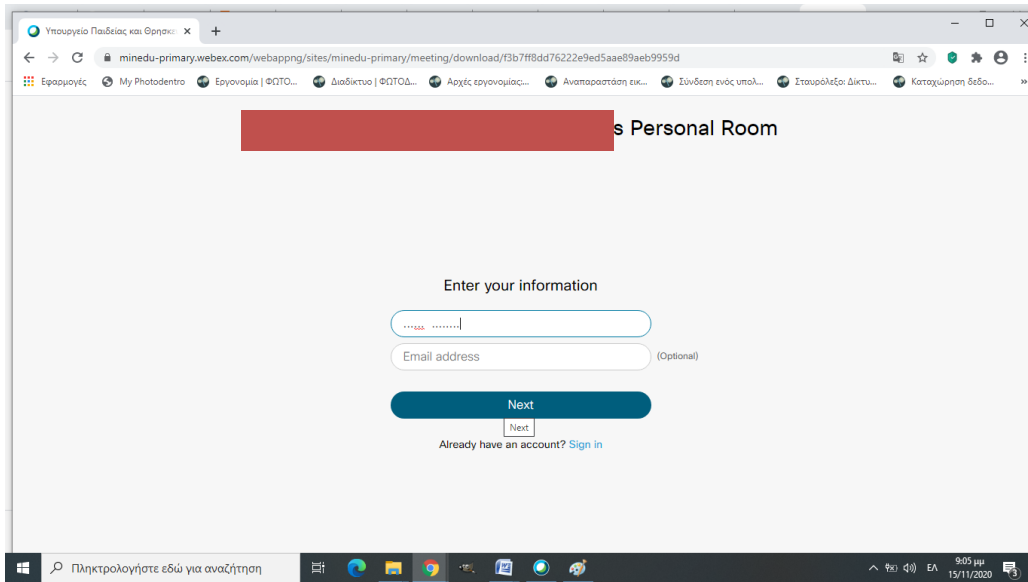 Υπουργείο Παιδείας και Θρησκε
minedu-primary.webex.com/webappng/sites/minedu-primary/meeting/download/f3b7ff8dd76222e9ed5aae89aeb9959d
Εφαρμογές My Photodentro Εργονομία | ΦΩΤΟ... Διαδίκτυο | ΦΩΤΟΔ... Αρχές εργονομίας:... Αναπαραστάση εικ... Σύνδεση ενός υπολ... Σταυρόλεξο: Δίκτυ... Καταχώρηση δεδο... »
s Personal Room
Enter your information
...... ........
Email address (Optional)
Next
Next
Already have an account? Sign in
Πληκτρολογήστε εδώ για αναζήτηση
ΕΛ
9:05 μμ
15/11/2020
3